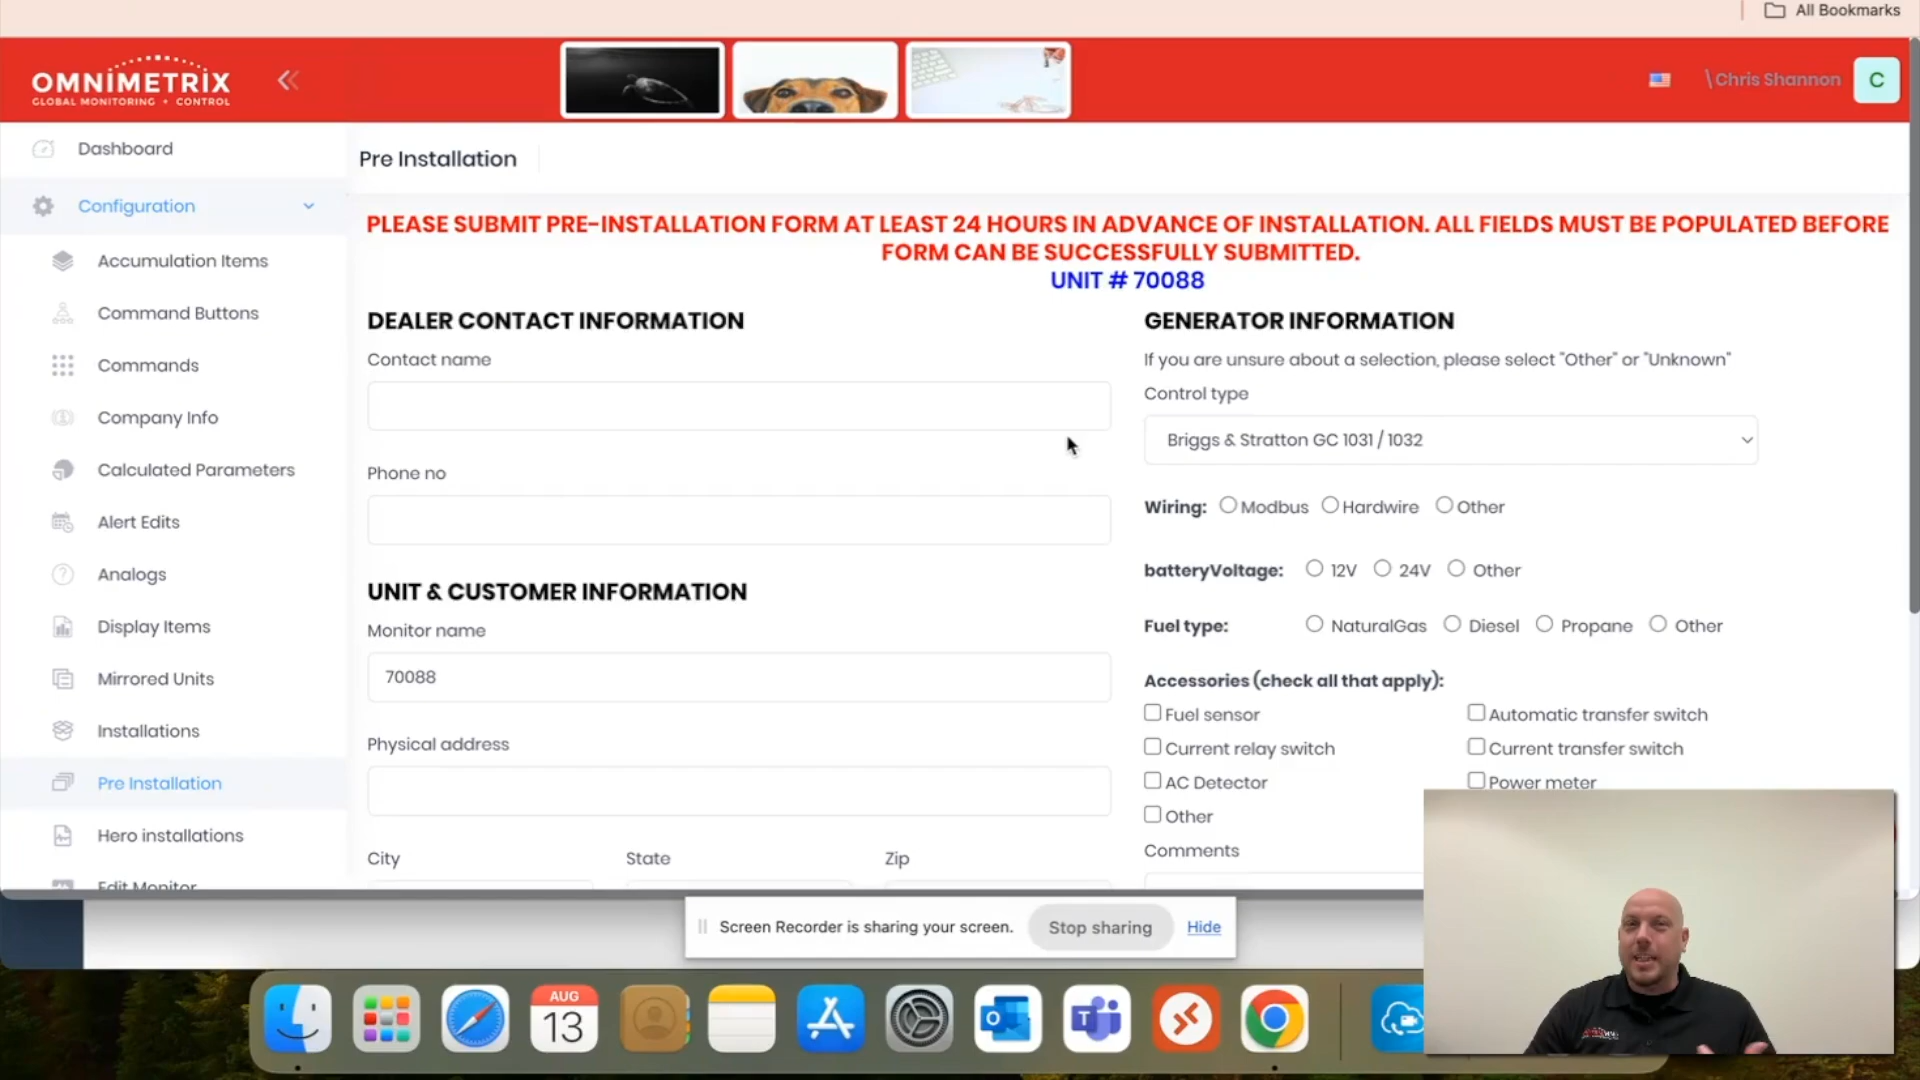 All Bookmarks
OMNIMETRIX
GLOBAL MONITORING • CONTROL
\Chris Shannon
C
Dashboard
Configuration
Accumulation Items
Command Buttons
Commands
Company Info
Calculated Parameters
Alert Edits
Analogs
Display Items
Mirrored Units
Installations
Pre Installation
Hero installations
Edit Monitor
Pre Installation
PLEASE SUBMIT PRE-INSTALLATION FORM AT LEAST 24 HOURS IN ADVANCE OF INSTALLATION. ALL FIELDS MUST BE POPULATED BEFORE
FORM CAN BE SUCCESSFULLY SUBMITTED.
UNIT # 70088
DEALER CONTACT INFORMATION
Contact name
Phone no
UNIT & CUSTOMER INFORMATION
Monitor name
70088
Physical address
City State Zip
GENERATOR INFORMATION
If you are unsure about a selection, please select "Other" or "Unknown"
Control type
Briggs & Stratton GC 1031 / 1032
Wiring: Modbus Hardwire Other
batteryVoltage: 12V 24V Other
Fuel type: NaturalGas Diesel Propane Other
Accessories (check all that apply):
Fuel sensor Automatic transfer switch
Current relay switch Current transfer switch
AC Detector Power meter
Other
Comments
Screen Recorder is sharing your screen. Stop sharing Hide
AUG
13